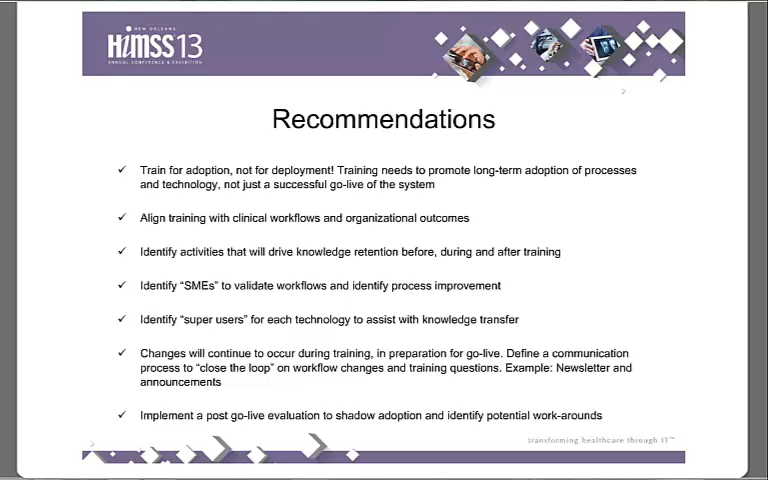 NEW ORLEANS
HiMSS13
ANNUAL CONFERENCE & EXHIBITION
Recommendations
✓ Train for adoption, not for deployment! Training needs to promote long-term adoption of processes
and technology, not just a successful go-live of the system
✓ Align training with clinical workflows and organizational outcomes
✓ Identify activities that will drive knowledge retention before, during and after training
✓ Identify “SMEs” to validate workflows and identify process improvement
✓ Identify “super users” for each technology to assist with knowledge transfer
✓ Changes will continue to occur during training, in preparation for go-live. Define a communication
process to “close the loop” on workflow changes and training questions. Example: Newsletter and
announcements
✓ Implement a post go-live evaluation to shadow adoption and identify potential work-arounds
transforming healthcare through IT™